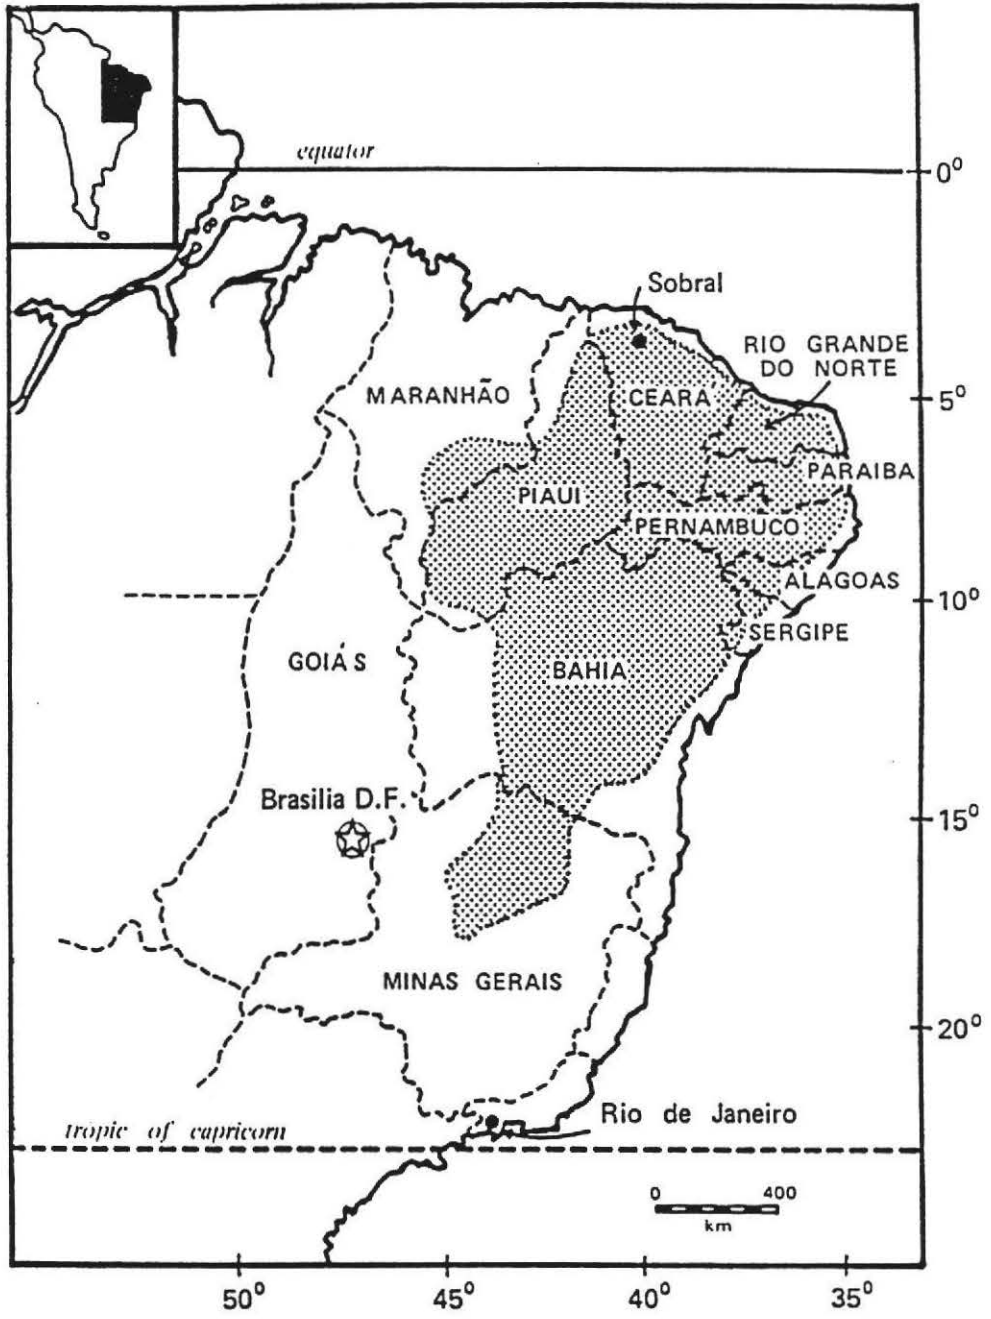 equator
0°
Sobral
RIO GRANDE
DO NORTE
MARANHÃO
CEARA
5°
PARAIBA
PIAUI
PERNAMBUCO
ALAGOAS
10°
SERGIPE
GOIÁS
BAHIA
Brasilia D.F.
15°
MINAS GERAIS
20°
Rio de Janeiro
tropic of capricorn
0 400
km
50° 45° 40° 35°